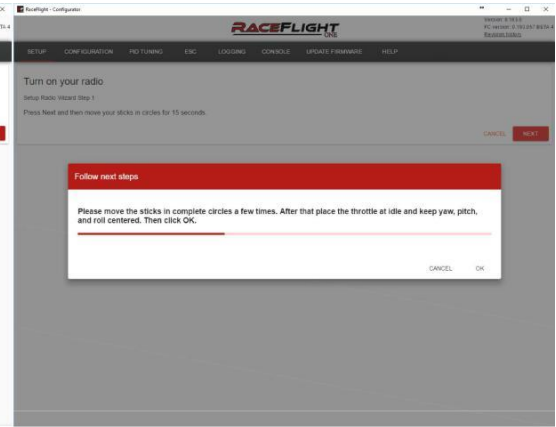 RaceFlight - Configurator
RACEFLIGHT
ONE
SETUP CONFIGURATION PID TUNING ESC LOGGING CONSOLE UPDATE FIRMWARE HELP
Turn on your radio
Setup Radio Wizard Step 1
Press Next and then move your sticks in circles for 15 seconds.
CANCEL NEXT
Follow next steps
Please move the sticks in complete circles a few times. After that place the throttle at idle and keep yaw, pitch,
and roll centered. Then click OK.
CANCEL OK